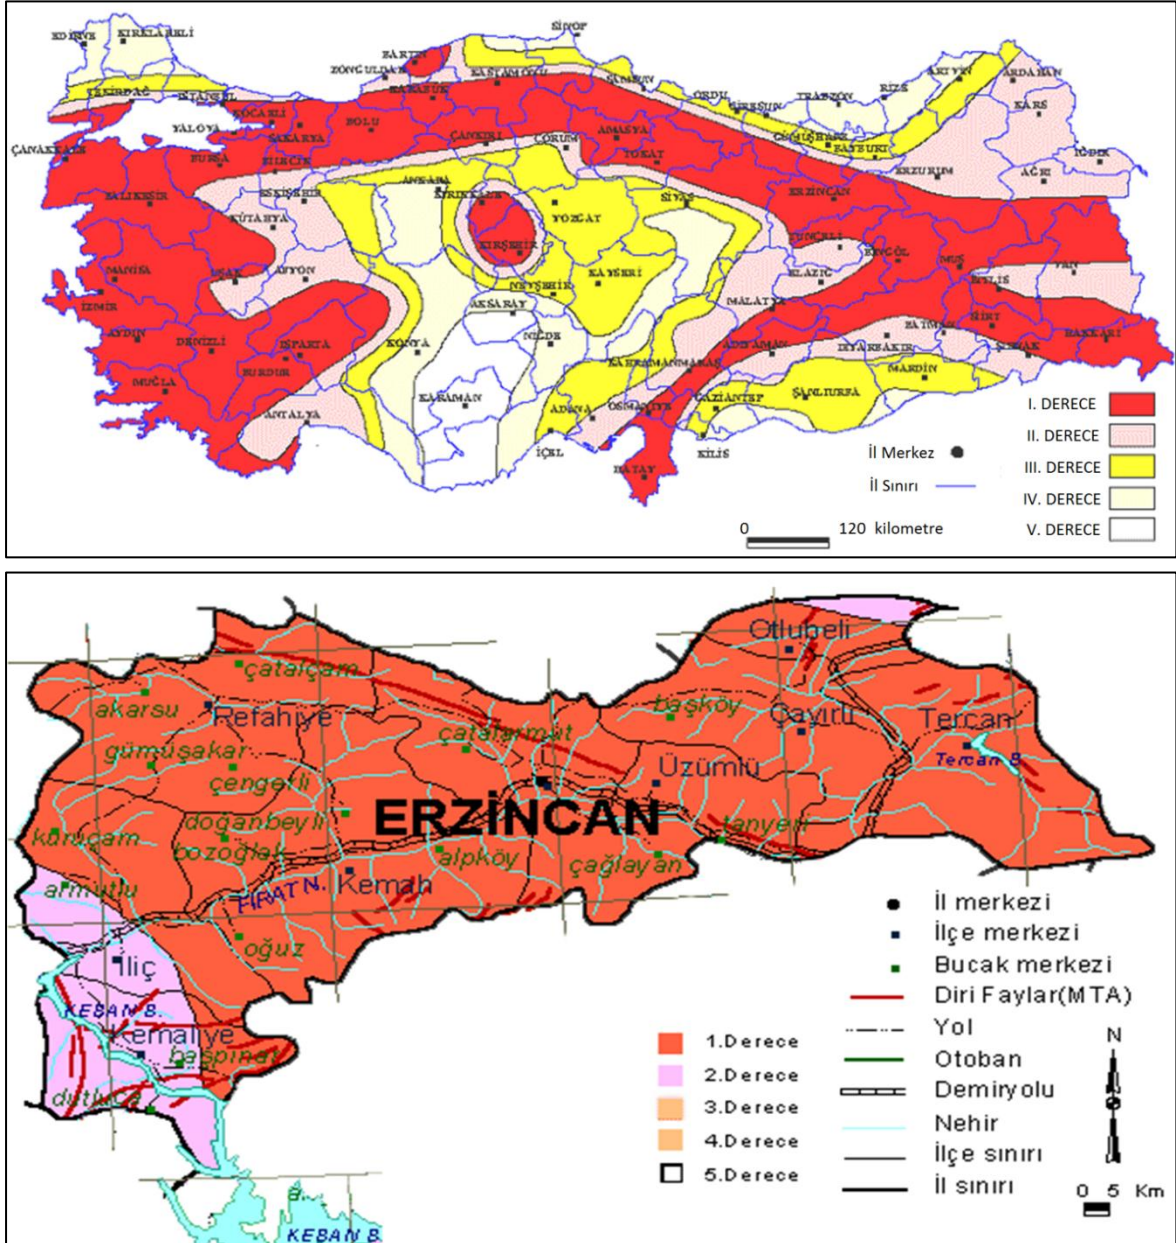 SİNOP
EDİRNE
KIRKLARELİ
BARTIN
ZONGULDAK
KASTAMONU
KARABÜK
SAMSUN
ARTVİN
ARDAHAN
TEKİRDAĞ
İSTANBUL
KOCAELİ
ORDU
GİRESUN
TRABZON
RİZE
KARS
YALOVA
SAKARYA
BOLU
ÇANKIRI
ÇORUM
AMASYA
GÜMÜŞHANE
BAYBURT
ÇANAKKALE
BURSA
BİLECİK
TOKAT
IĞDIR
ERZURUM
AĞRI
ESKİŞEHİR
ANKARA
KIRIKKALE
BALIKESİR
SİVAS
ERZİNCAN
KÜTAHYA
YOZGAT
TUNCELİ
KIRŞEHİR
BİNGÖL
MUŞ
MANİSA
UŞAK
AFYON
KAYSERİ
ELAZIĞ
VAN
NEVŞEHİR
BİTLİS
İZMİR
AKSARAY
MALATYA
SİİRT
AYDIN
DENİZLİ
ISPARTA
KONYA
NİĞDE
BATMAN
HAKKARİ
ADIYAMAN
DİYARBAKIR
ŞIRNAK
KAHRAMANMARAŞ
BURDUR
MUĞLA
MARDİN
KARAMAN
ŞANLIURFA
GAZİANTEP
ANTALYA
ADANA
OSMANİYE
İÇEL
KİLİS
HATAY
I. DERECE
II. DERECE
III. DERECE
IV. DERECE
V. DERECE
İl Merkez
İl Sınırı
0 120 kilometre
Otlubeli
çatalçam
akarsu
Refahiye
başköy
Çayırlı
Tercan
çatalarmut
gümüşakar
çengerli
Üzümlü
Tercan B.
ERZİNCAN
doğanbeyli
kuruçam
bozoğlak
tanyeri
alpköy
çağlayan
armutlu
Kemah
FIRAT N.
oğuz
İliç
KEBAN B.
Kemaliye
başpınar
dutluca
KEBAN B.
İl merkezi
İlçe merkezi
Bucak merkezi
Diri Faylar(MTA)
Yol
Otoban
Demiryolu
Nehir
İlçe sınırı
İl sınırı
1.Derece
2.Derece
3.Derece
4.Derece
5.Derece
N
0 5 Km